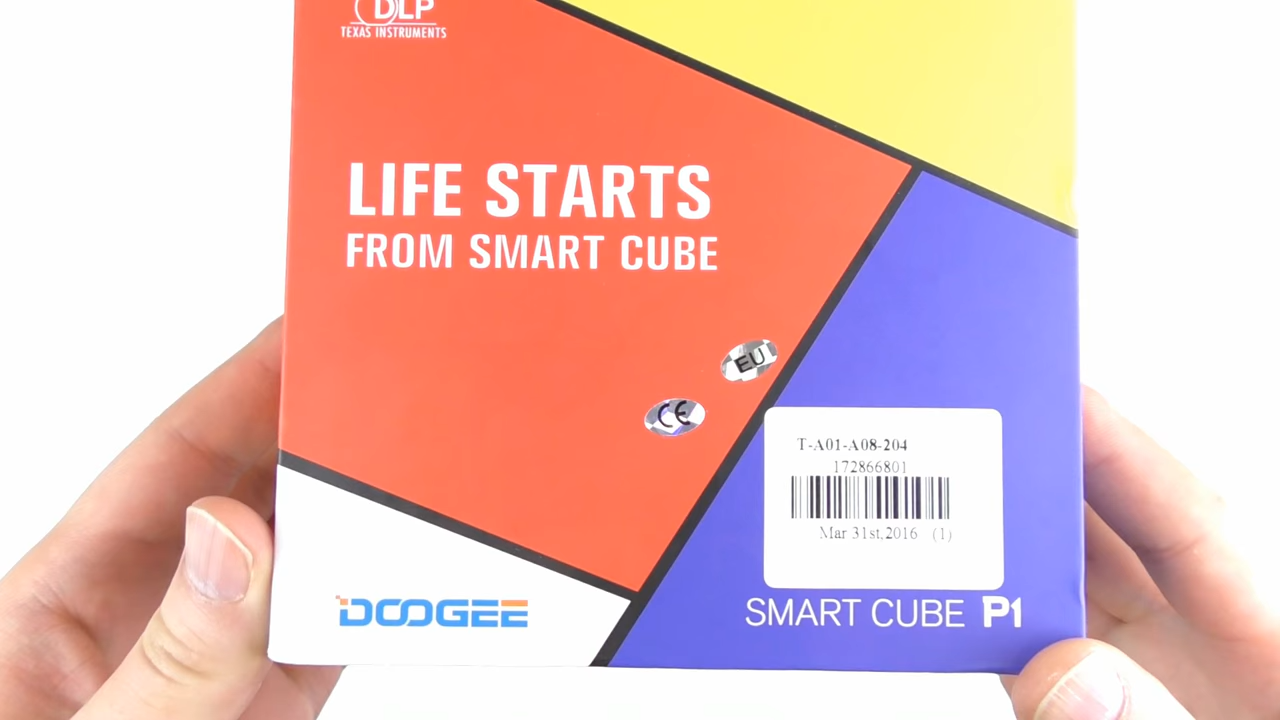 DLP
TEXAS INSTRUMENTS
LIFE STARTS
FROM SMART CUBE
EU
CE
T-A01-A08-204
172866801
Mar 31st,2016 (1)
DOOGEE
SMART CUBE P1